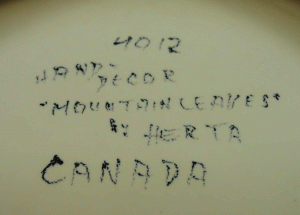 4012
HAND-
DECOR
"MOUNTAIN LEAVES"
BY HERTA
CANADA